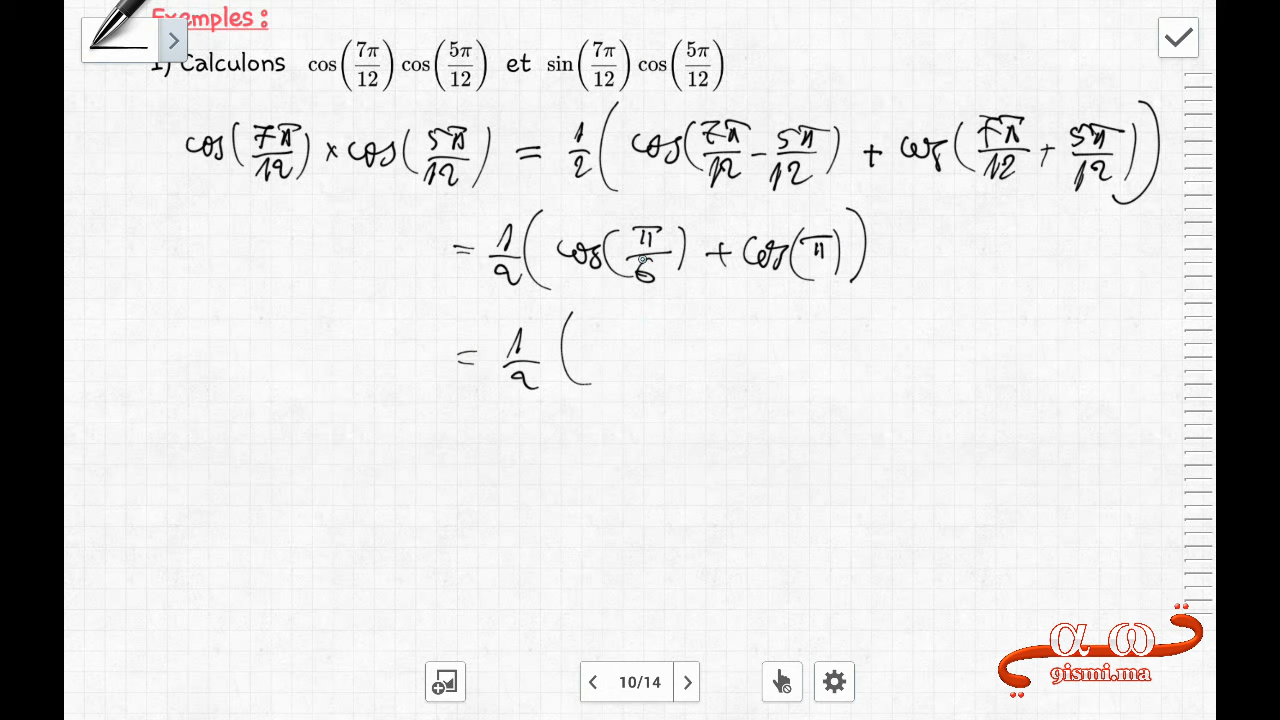 Exemples :
1) Calculons cos(7π/12) cos(5π/12) et sin(7π/12) cos(5π/12)
cos(7π/12) × cos(5π/12) = 1/2 ( cos(7π/12 − 5π/12) + cos(7π/12 + 5π/12) )
= 1/2 ( cos(π/6) + cos(π) )
= 1/2 (
α ω
gismi.ma
10/14